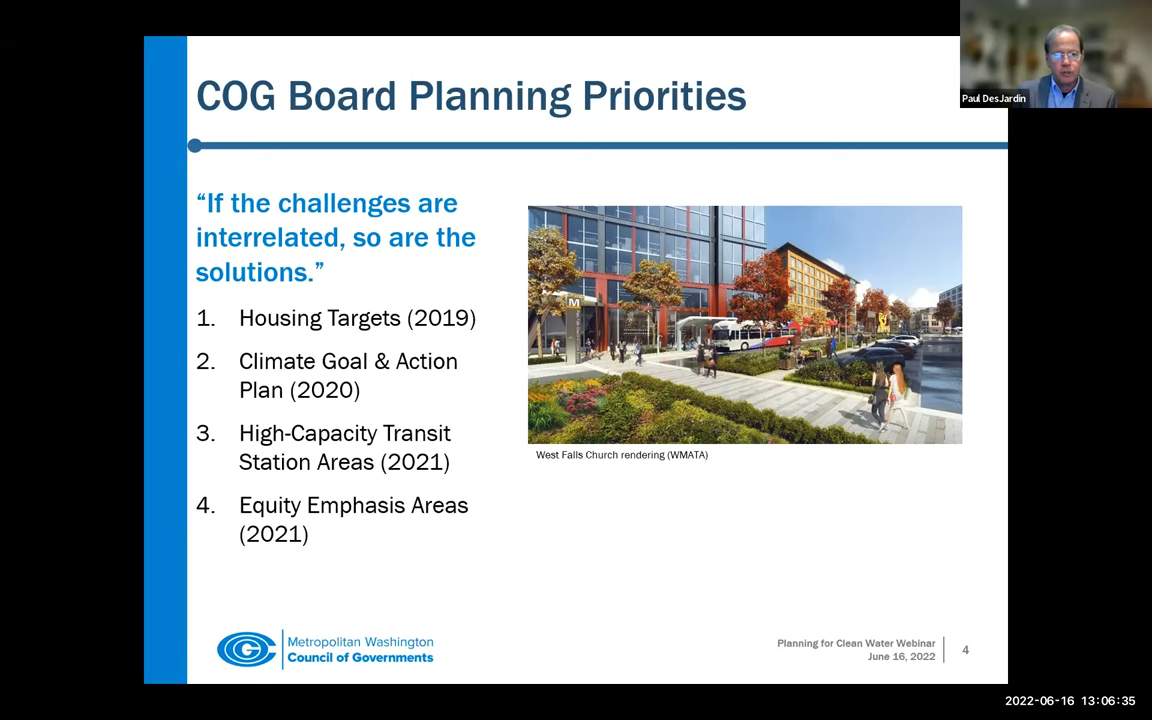 COG Board Planning Priorities
Paul DesJardin
“If the challenges are
interrelated, so are the
solutions.”
1. Housing Targets (2019)
2. Climate Goal & Action
Plan (2020)
3. High-Capacity Transit
Station Areas (2021)
4. Equity Emphasis Areas
(2021)
M
West Falls Church rendering (WMATA)
Metropolitan Washington
Council of Governments
Planning for Clean Water Webinar
June 16, 2022
4
2022-06-16 13:06:35